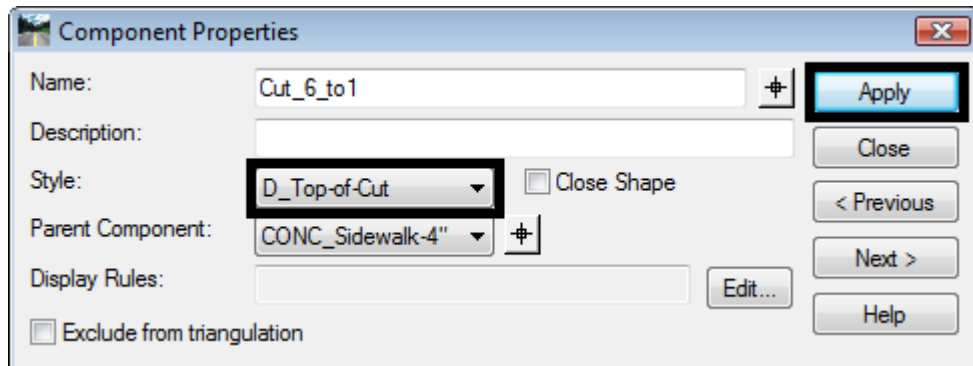 Component Properties
Name:
Cut_6_to1
Apply
Description:
Close
Style:
D_Top-of-Cut
Close Shape
< Previous
Parent Component:
CONC_Sidewalk-4"
Next >
Display Rules:
Edit...
Help
Exclude from triangulation